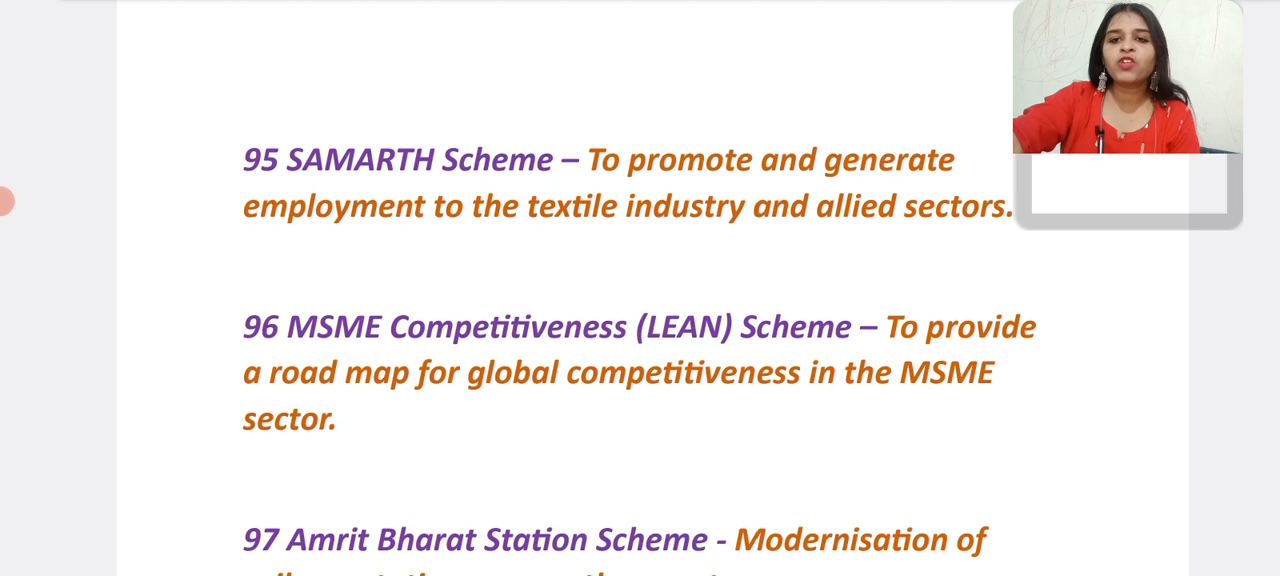 95 SAMARTH Scheme – To promote and generate
employment to the textile industry and allied sectors.
96 MSME Competitiveness (LEAN) Scheme – To provide
a road map for global competitiveness in the MSME
sector.
97 Amrit Bharat Station Scheme - Modernisation of